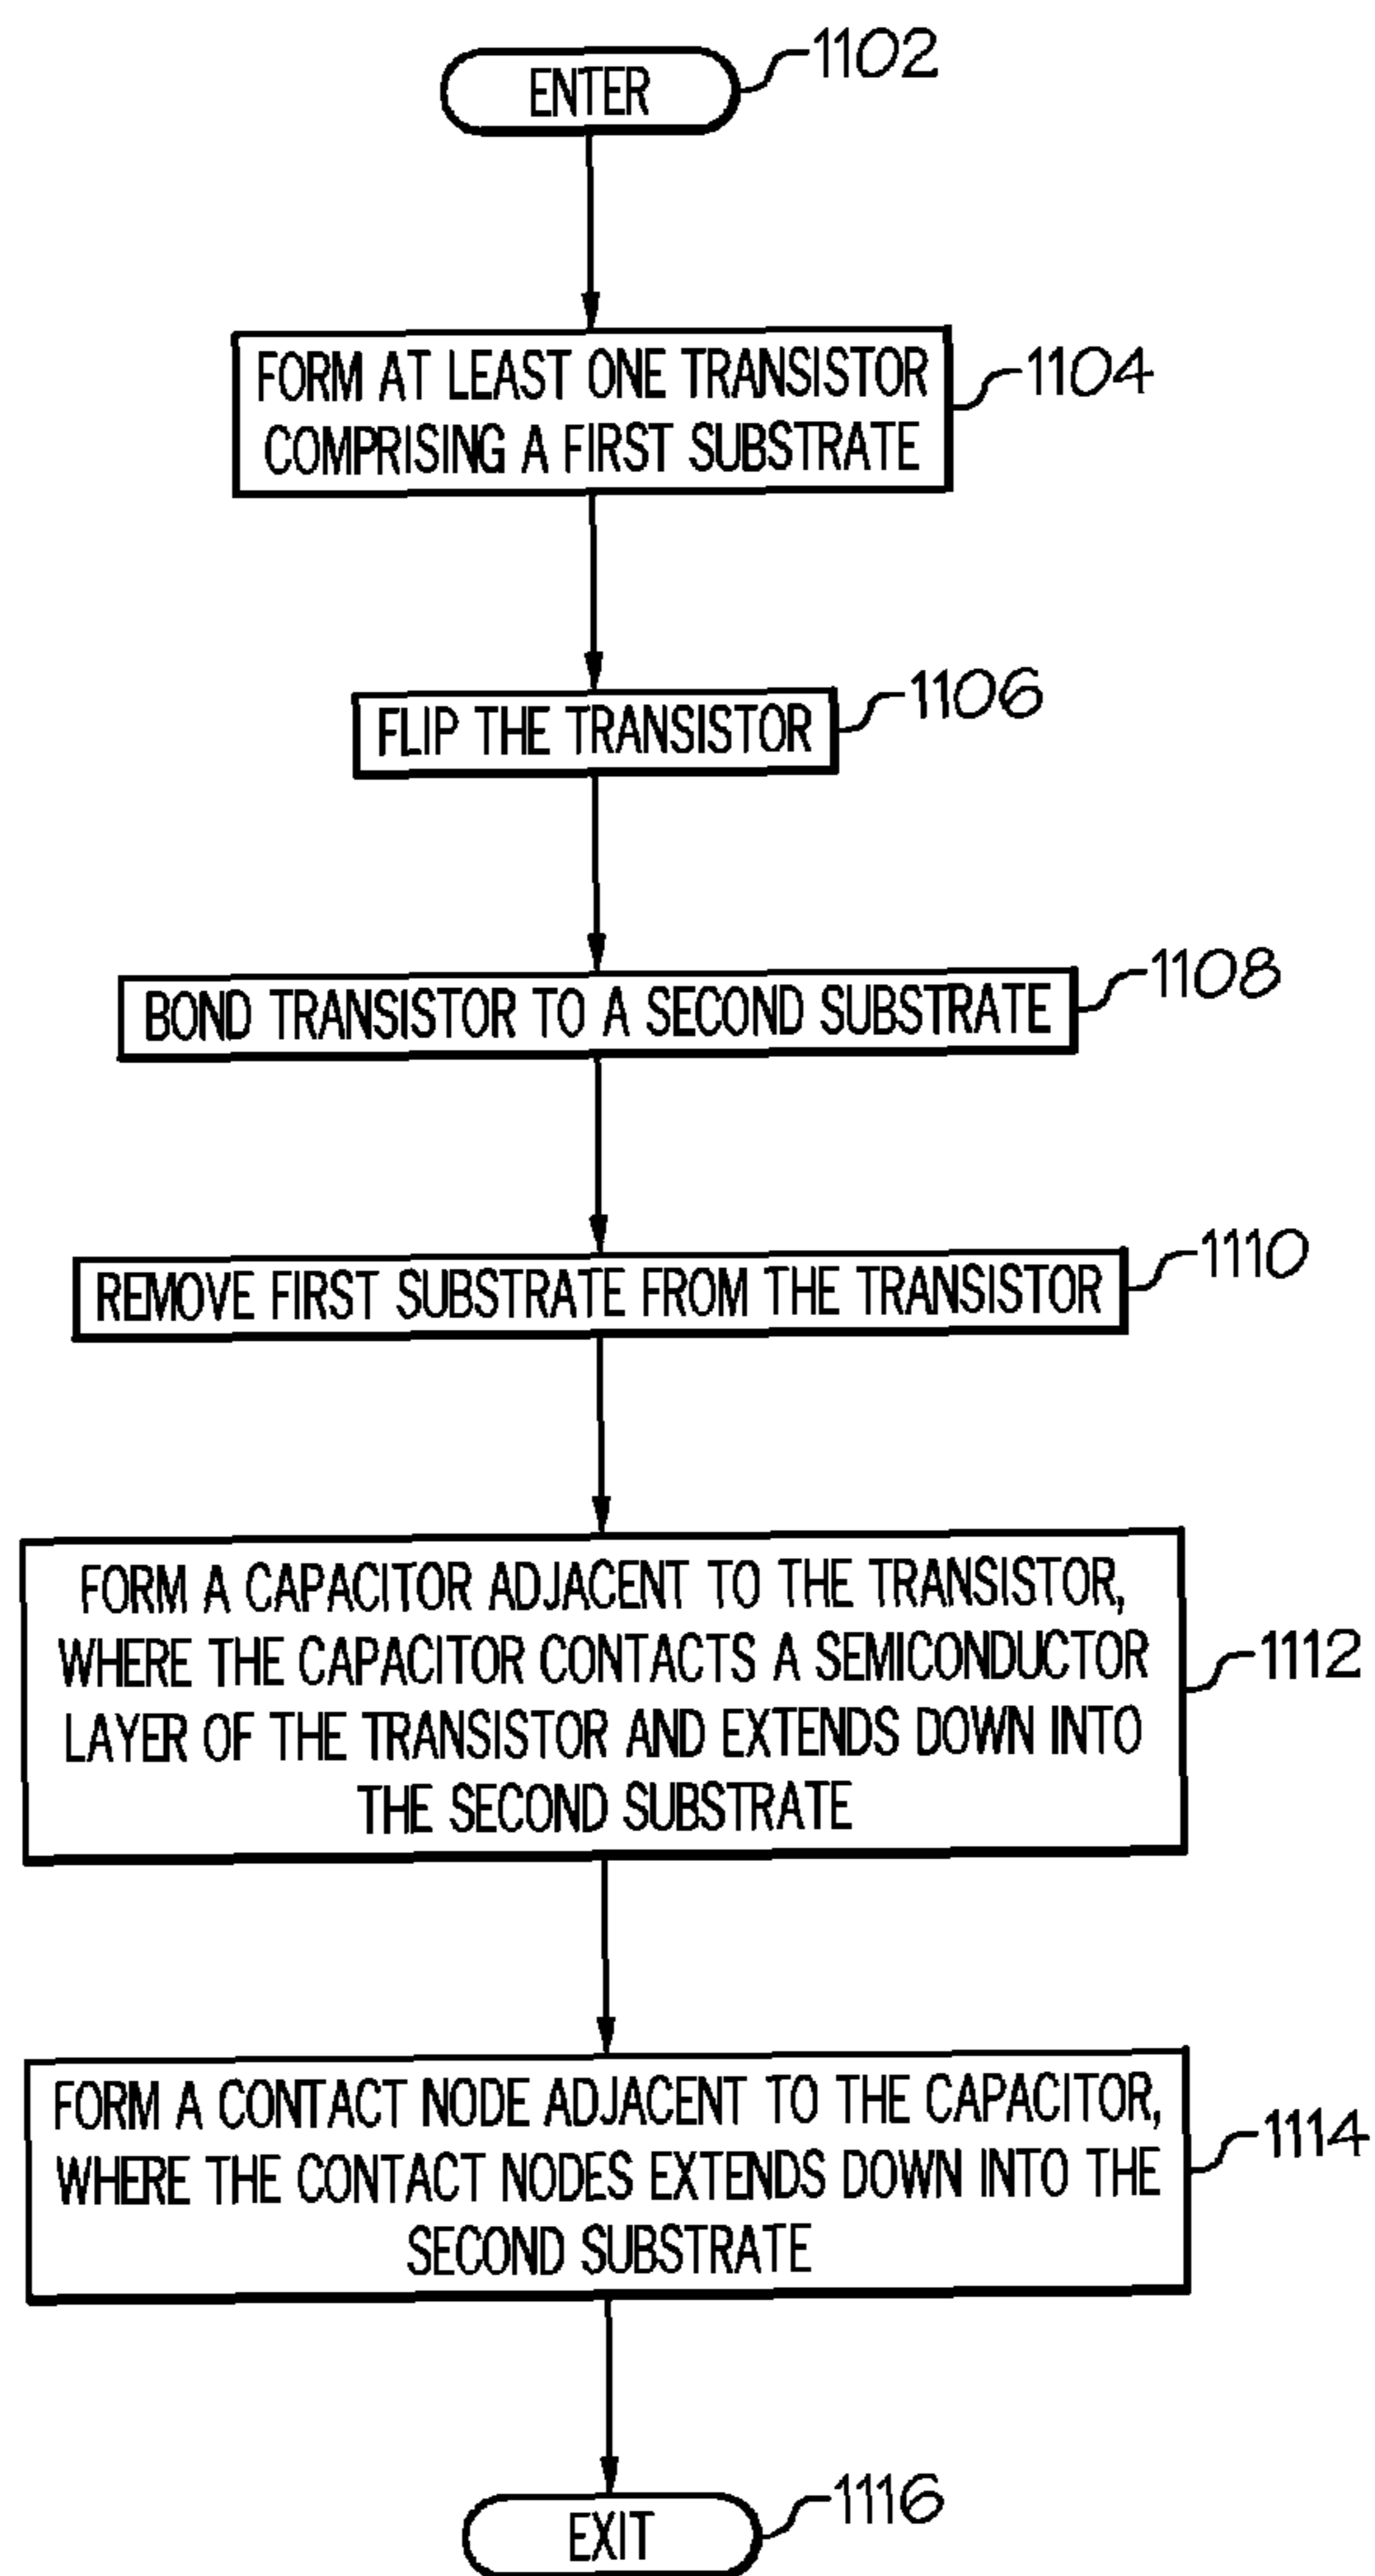 ENTER
1102
FORM AT LEAST ONE TRANSISTOR
COMPRISING A FIRST SUBSTRATE
1104
FLIP THE TRANSISTOR
1106
BOND TRANSISTOR TO A SECOND SUBSTRATE
1108
REMOVE FIRST SUBSTRATE FROM THE TRANSISTOR
1110
FORM A CAPACITOR ADJACENT TO THE TRANSISTOR,
WHERE THE CAPACITOR CONTACTS A SEMICONDUCTOR
LAYER OF THE TRANSISTOR AND EXTENDS DOWN INTO
THE SECOND SUBSTRATE
1112
FORM A CONTACT NODE ADJACENT TO THE CAPACITOR,
WHERE THE CONTACT NODES EXTENDS DOWN INTO THE
SECOND SUBSTRATE
1114
EXIT
1116